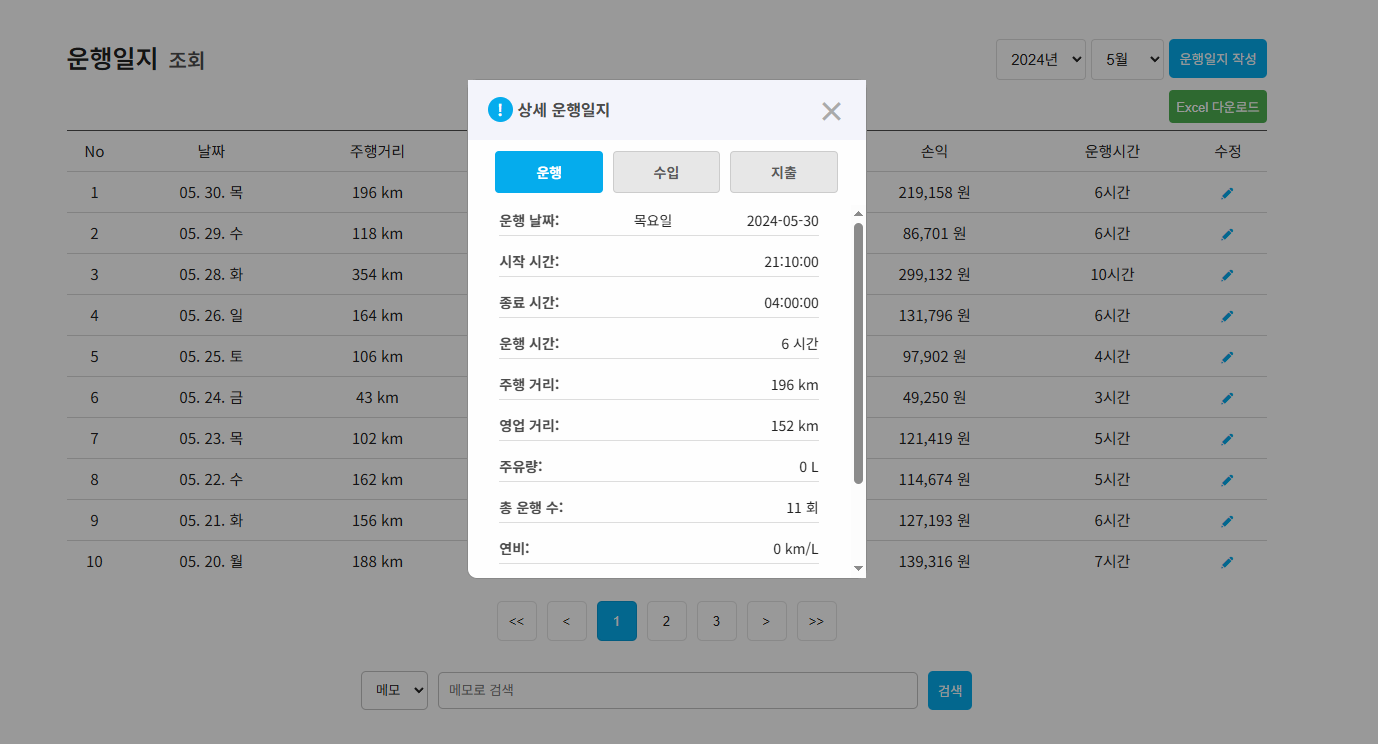 운행일지 조회
2024년 5월 운행일지 작성
Excel 다운로드
No 날짜 주행거리 손익 운행시간 수정
1 05. 30. 목 196 km 219,158 원 6시간
2 05. 29. 수 118 km 86,701 원 6시간
3 05. 28. 화 354 km 299,132 원 10시간
4 05. 26. 일 164 km 131,796 원 6시간
5 05. 25. 토 106 km 97,902 원 4시간
6 05. 24. 금 43 km 49,250 원 3시간
7 05. 23. 목 102 km 121,419 원 5시간
8 05. 22. 수 162 km 114,674 원 5시간
9 05. 21. 화 156 km 127,193 원 6시간
10 05. 20. 월 188 km 139,316 원 7시간
상세 운행일지
운행 수입 지출
운행 날짜: 목요일 2024-05-30
시작 시간: 21:10:00
종료 시간: 04:00:00
운행 시간: 6 시간
주행 거리: 196 km
영업 거리: 152 km
주유량: 0 L
총 운행 수: 11 회
연비: 0 km/L
<< < 1 2 3 > >>
메모 메모로 검색 검색